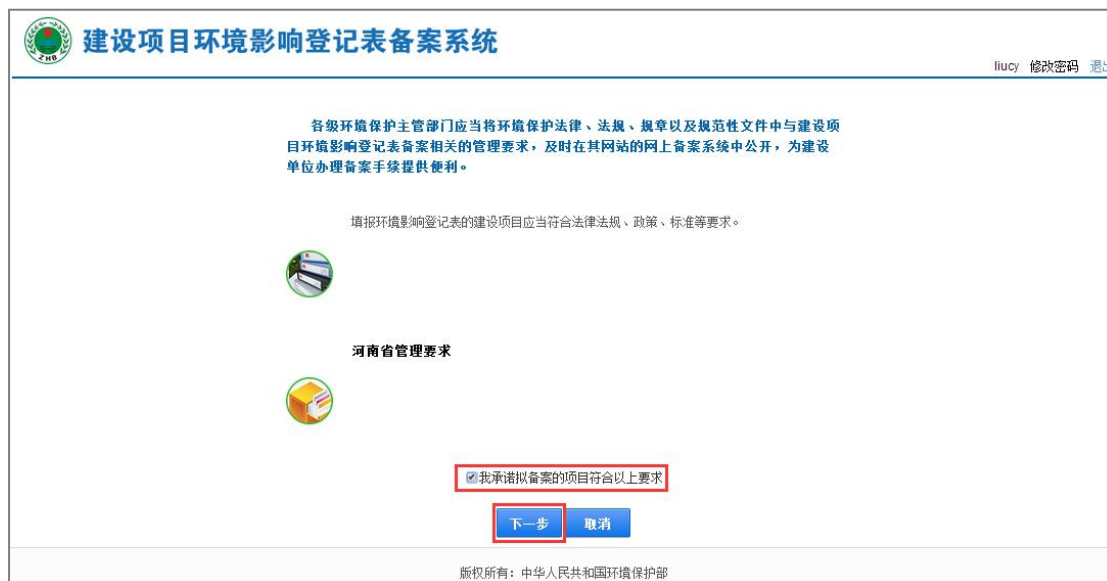 ZHB
建设项目环境影响登记表备案系统
liucy 修改密码 退出
各级环境保护主管部门应当将环境保护法律、法规、规章以及规范性文件中与建设项
目环境影响登记表备案相关的管理要求，及时在其网站的网上备案系统中公开，为建设
单位办理备案手续提供便利。
填报环境影响登记表的建设项目应当符合法律法规、政策、标准等要求。
河南省管理要求
我承诺拟备案的项目符合以上要求
下一步 取消
版权所有：中华人民共和国环境保护部